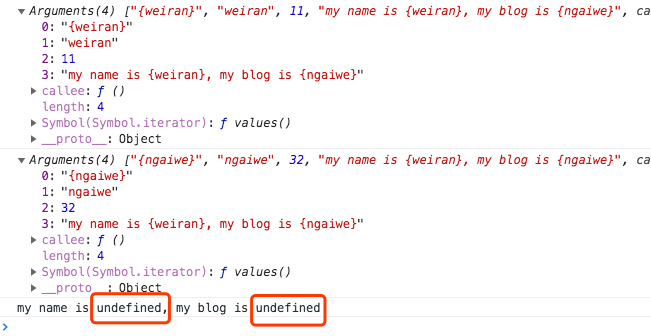 ▼ Arguments(4) ["{weiran}", "weiran", 11, "my name is {weiran}, my blog is {ngaiwe}", ca
0: "{weiran}"
1: "weiran"
2: 11
3: "my name is {weiran}, my blog is {ngaiwe}"
▶ callee: ƒ ()
length: 4
▶ Symbol(Symbol.iterator): ƒ values()
▶ __proto__: Object
▼ Arguments(4) ["{ngaiwe}", "ngaiwe", 32, "my name is {weiran}, my blog is {ngaiwe}", ca
0: "{ngaiwe}"
1: "ngaiwe"
2: 32
3: "my name is {weiran}, my blog is {ngaiwe}"
▶ callee: ƒ ()
length: 4
▶ Symbol(Symbol.iterator): ƒ values()
▶ __proto__: Object
my name is undefined, my blog is undefined
>